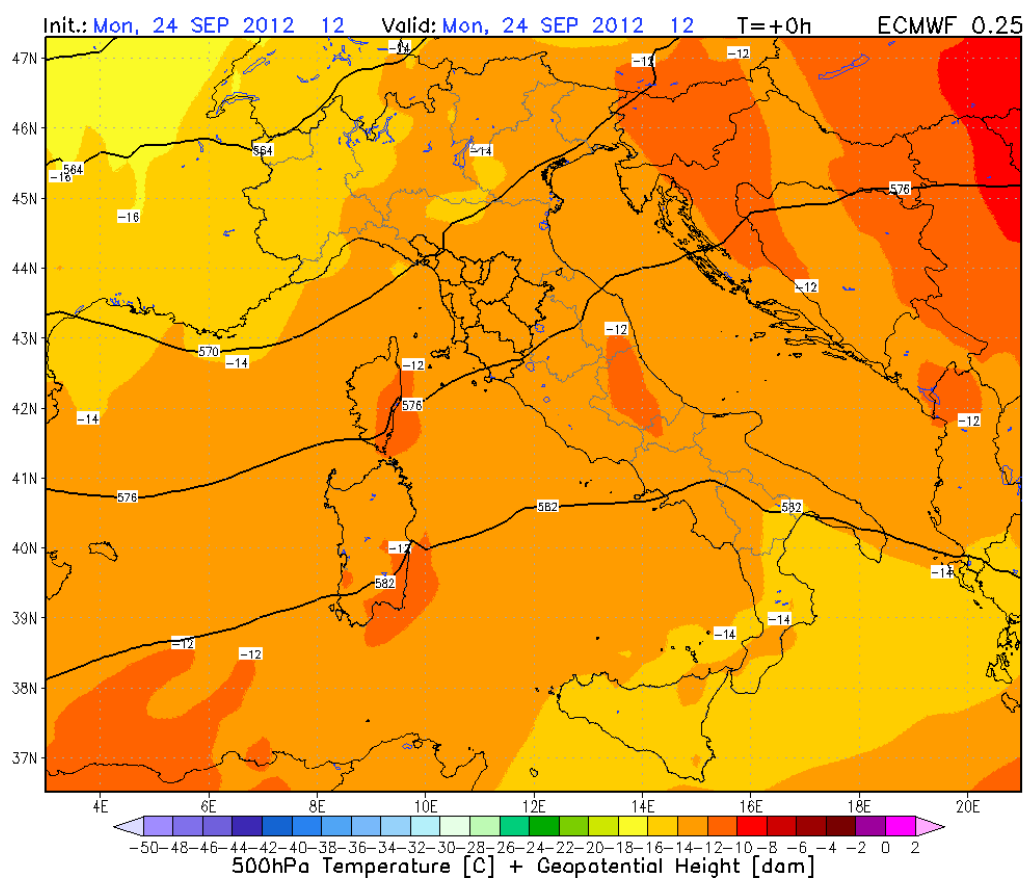 Init.: Mon, 24 SEP 2012 12 Valid: Mon, 24 SEP 2012 12 T=+0h ECMWF 0.25
47N -14 -12 -12
46N 564 -14
564 -16 576
45N -16
44N -12
43N 570 -14 -12 -12
42N -14 576 -12
41N 576 582 582
40N -12 -14
582
39N -14 -14
-12 -12
38N
37N
4E 6E 8E 10E 12E 14E 16E 18E 20E
-50 -48 -46 -44 -42 -40 -38 -36 -34 -32 -30 -28 -26 -24 -22 -20 -18 -16 -14 -12 -10 -8 -6 -4 -2 0 2
500hPa Temperature [C] + Geopotential Height [dam]